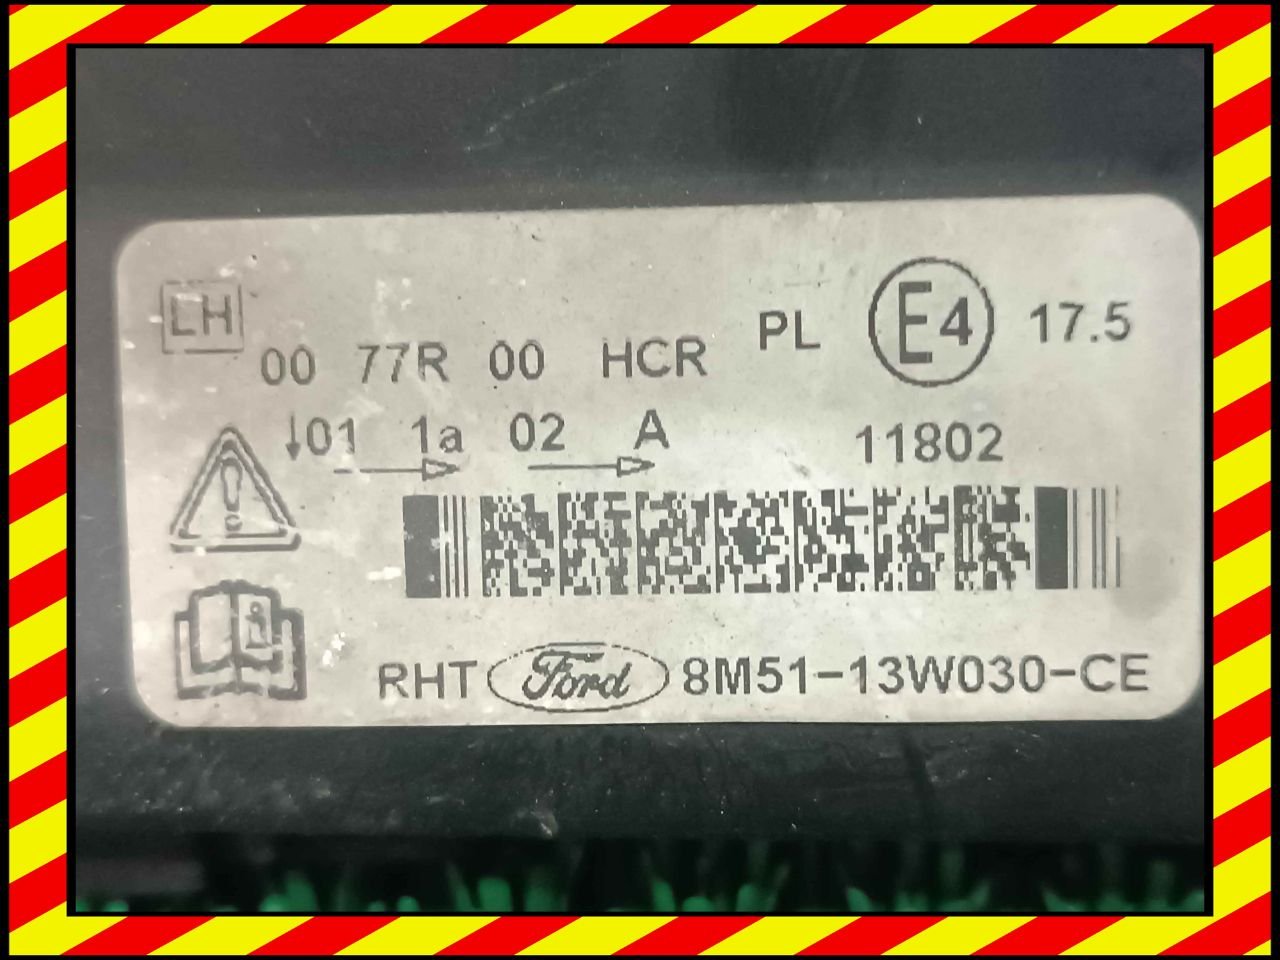 LH
PL E4 17.5
00 77R 00 HCR
↓01 1a 02 A
11802
RHT Ford 8M51-13W030-CE